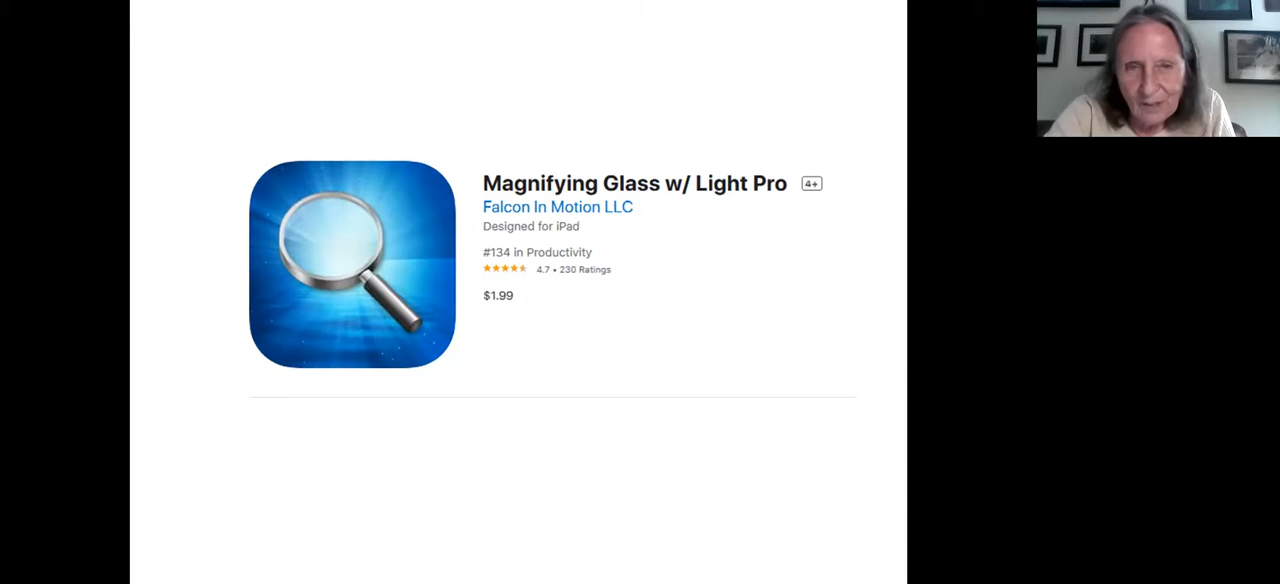 Magnifying Glass w/ Light Pro 4+
Falcon In Motion LLC
Designed for iPad
#134 in Productivity
4.7 • 230 Ratings
$1.99